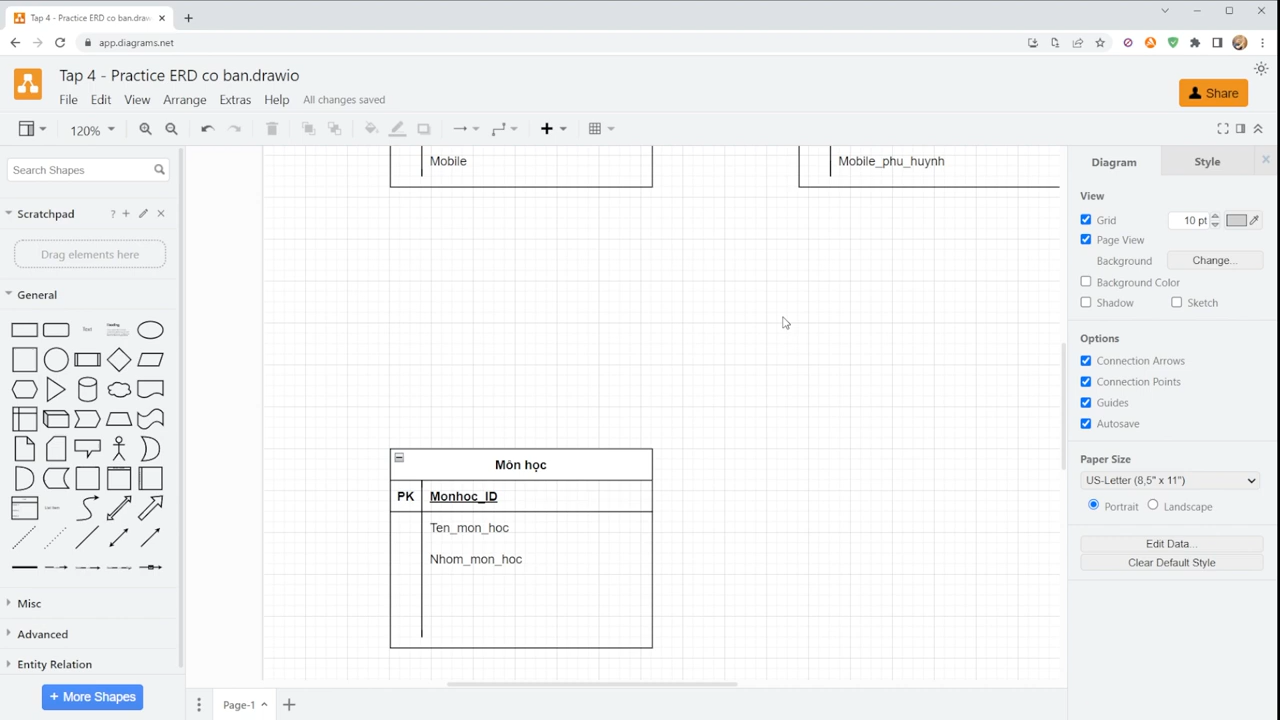 Tap 4 - Practice ERD co ban.draw
app.diagrams.net
Tap 4 - Practice ERD co ban.drawio
File Edit View Arrange Extras Help All changes saved
Share
120%
Search Shapes
Scratchpad
?
Drag elements here
General
Text
Heading
Misc
Advanced
Entity Relation
+ More Shapes
Mobile
Mobile_phu_huynh
Môn học
PK Monhoc_ID
Ten_mon_hoc
Nhom_mon_hoc
Page-1
Diagram Style
View
Grid 10 pt
Page View
Background Change...
Background Color
Shadow Sketch
Options
Connection Arrows
Connection Points
Guides
Autosave
Paper Size
US-Letter (8,5" x 11")
Portrait Landscape
Edit Data...
Clear Default Style